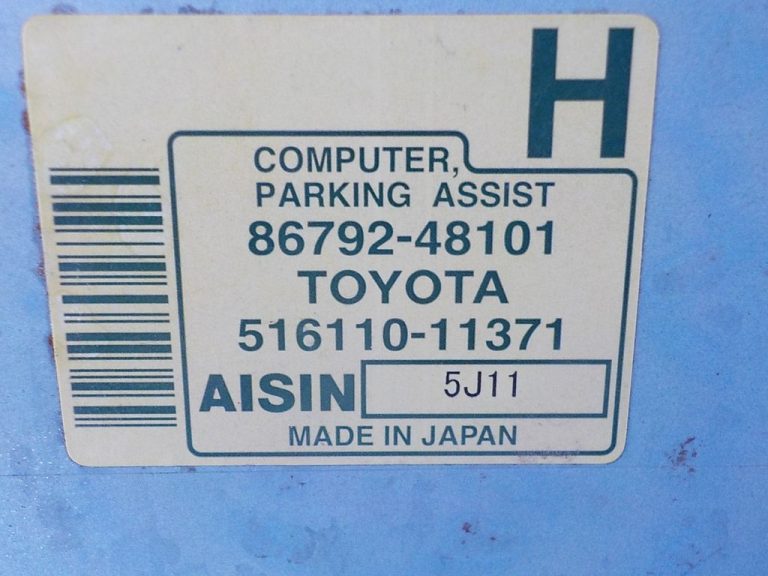 H
COMPUTER,
PARKING ASSIST
86792-48101
TOYOTA
516110-11371
AISIN 5J11
MADE IN JAPAN